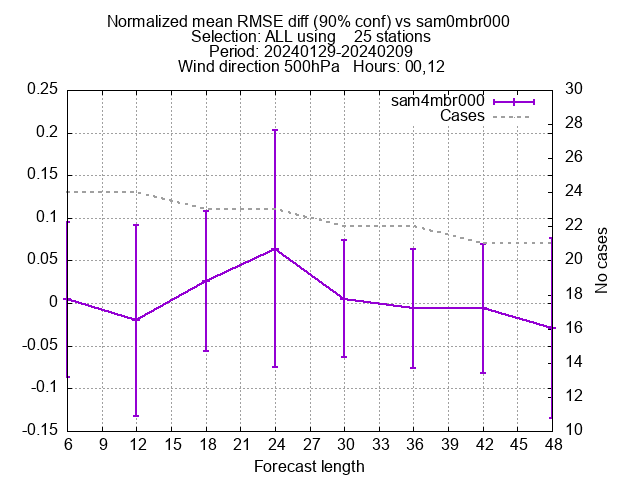 Normalized mean RMSE diff (90% conf) vs sam0mbr000
Selection: ALL using    25 stations
Period: 20240129-20240209
Wind direction 500hPa   Hours: 00,12
0.25
0.2
0.15
0.1
0.05
0
-0.05
-0.1
-0.15
30
28
26
24
22
20
18
16
14
12
10
sam4mbr000
Cases
No cases
6 9 12 15 18 21 24 27 30 33 36 39 42 45 48
Forecast length